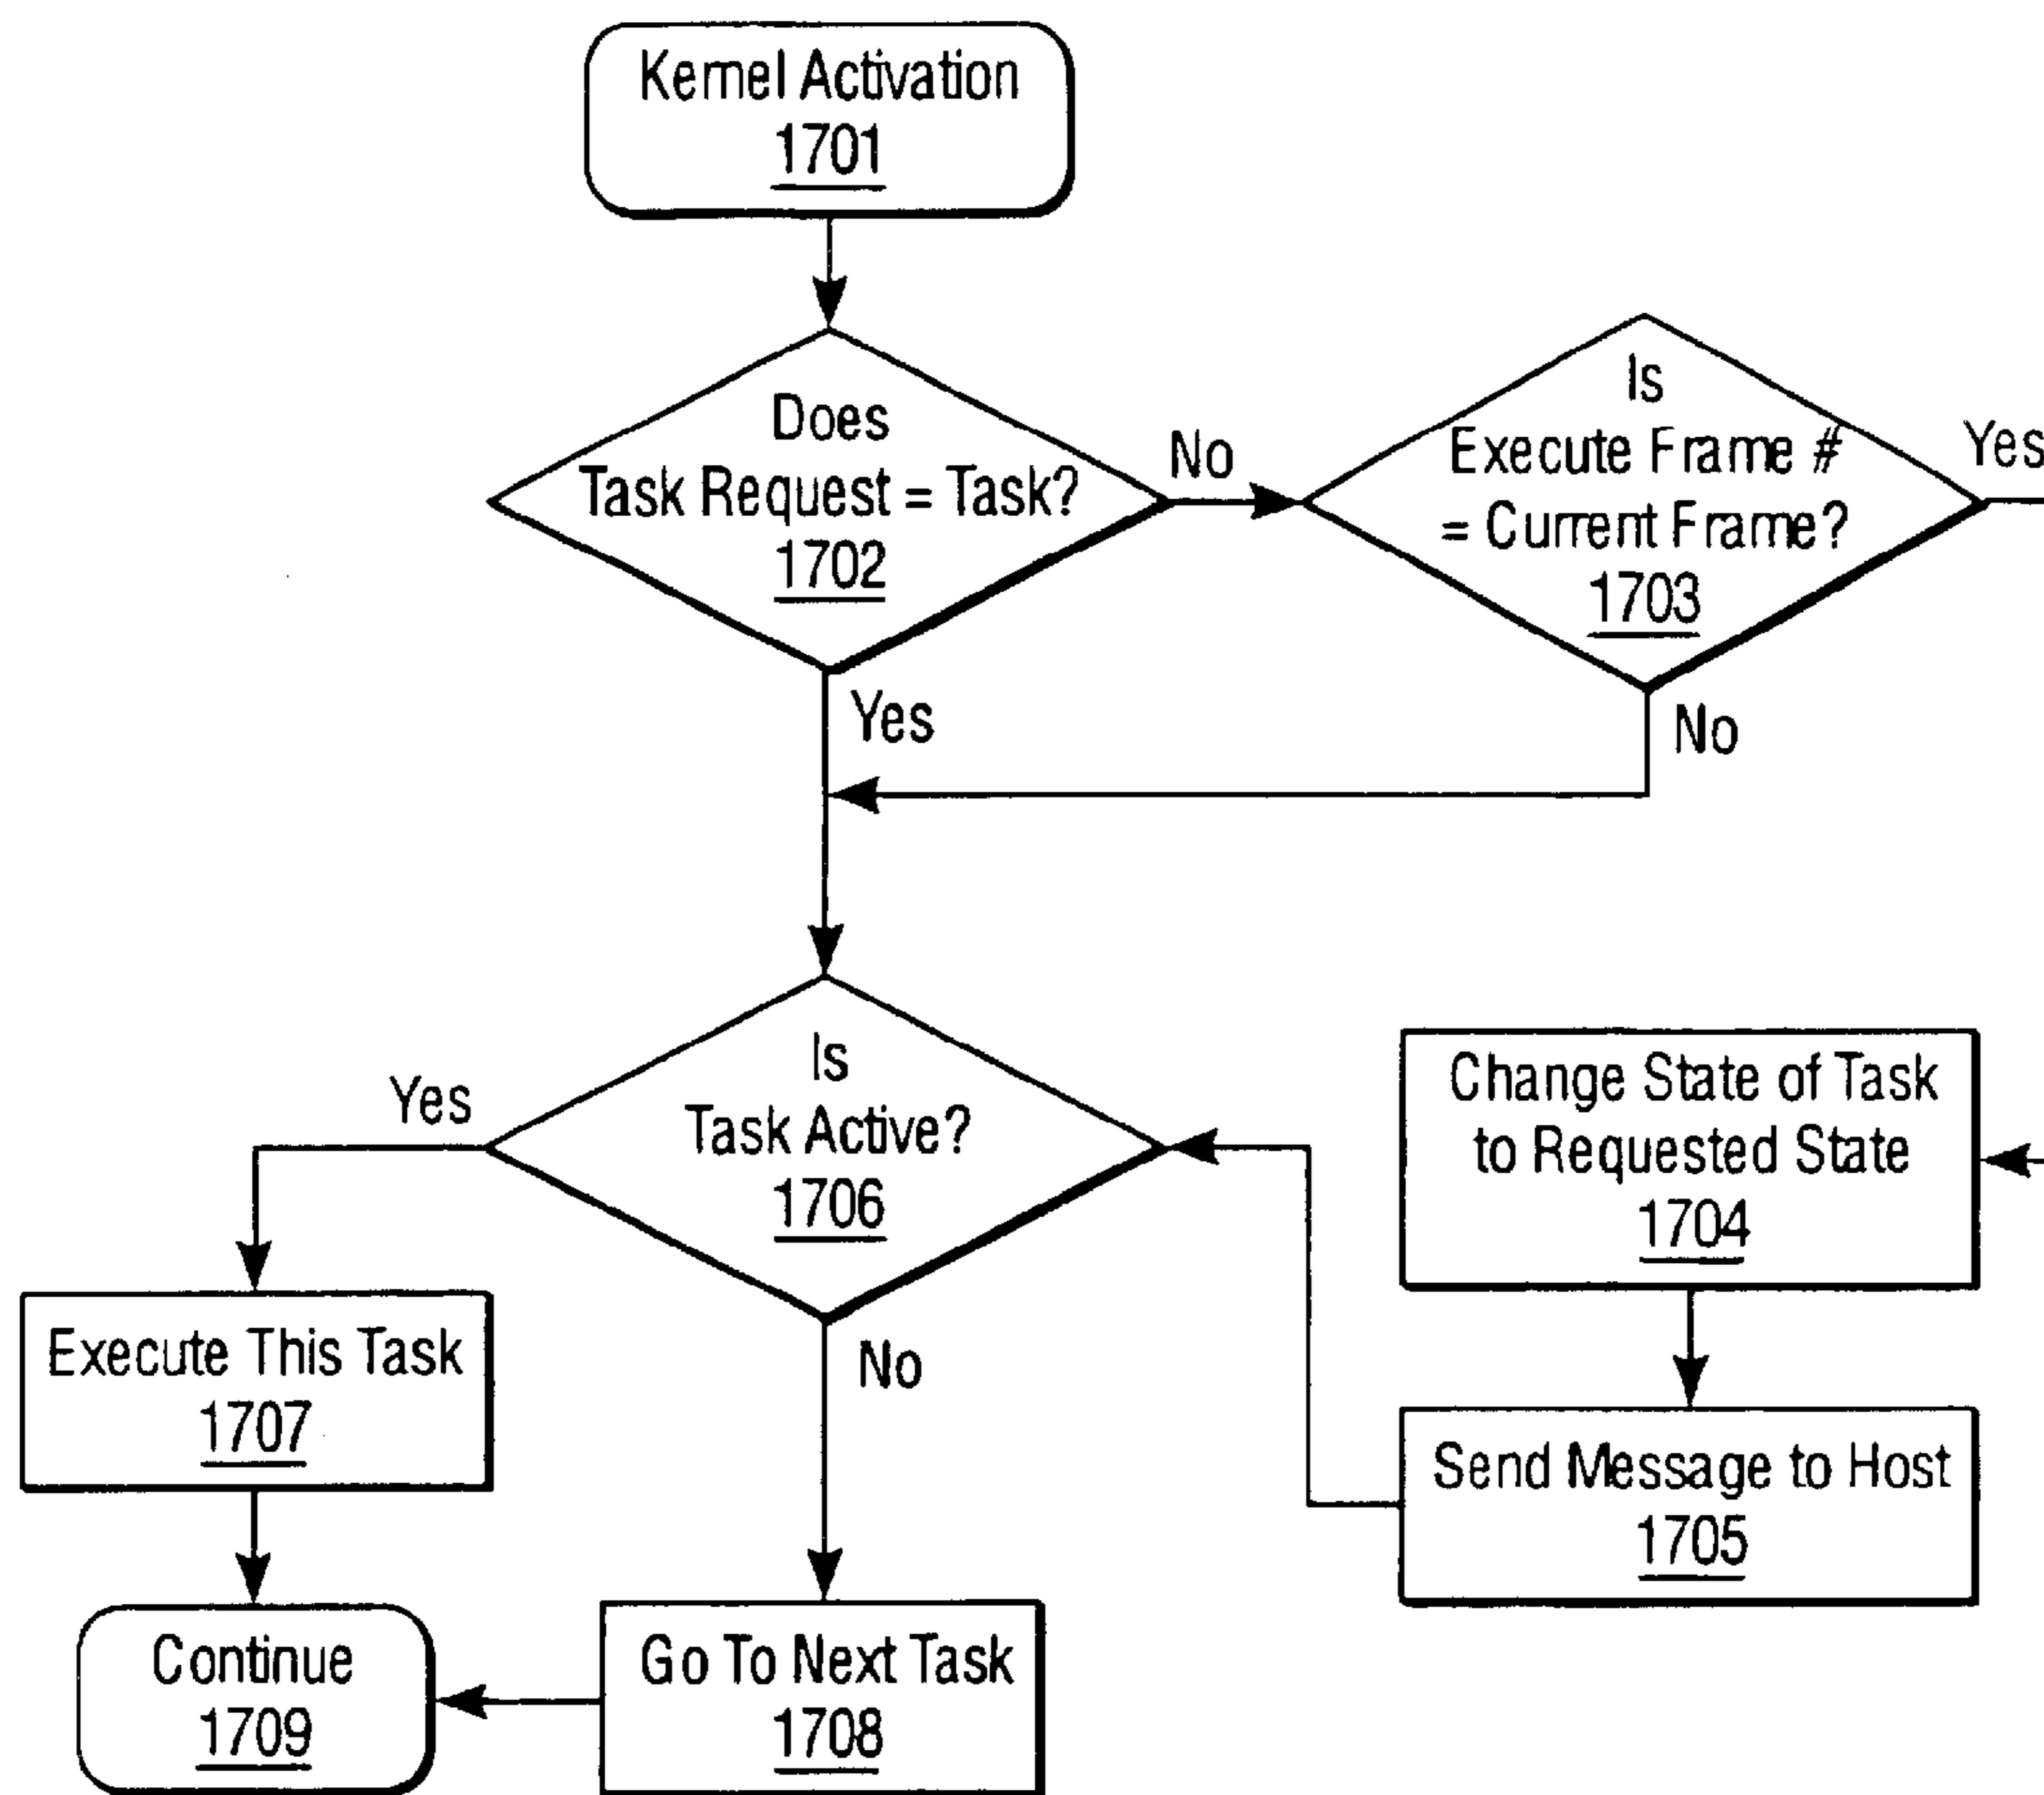 Kernel Activation
1701
Does
Task Request = Task?
1702
No
Is
Execute Frame #
= Current Frame?
1703
Yes
Yes
No
Is
Task Active?
1706
Yes
No
Change State of Task
to Requested State
1704
Send Message to Host
1705
Execute This Task
1707
Go To Next Task
1708
Continue
1709